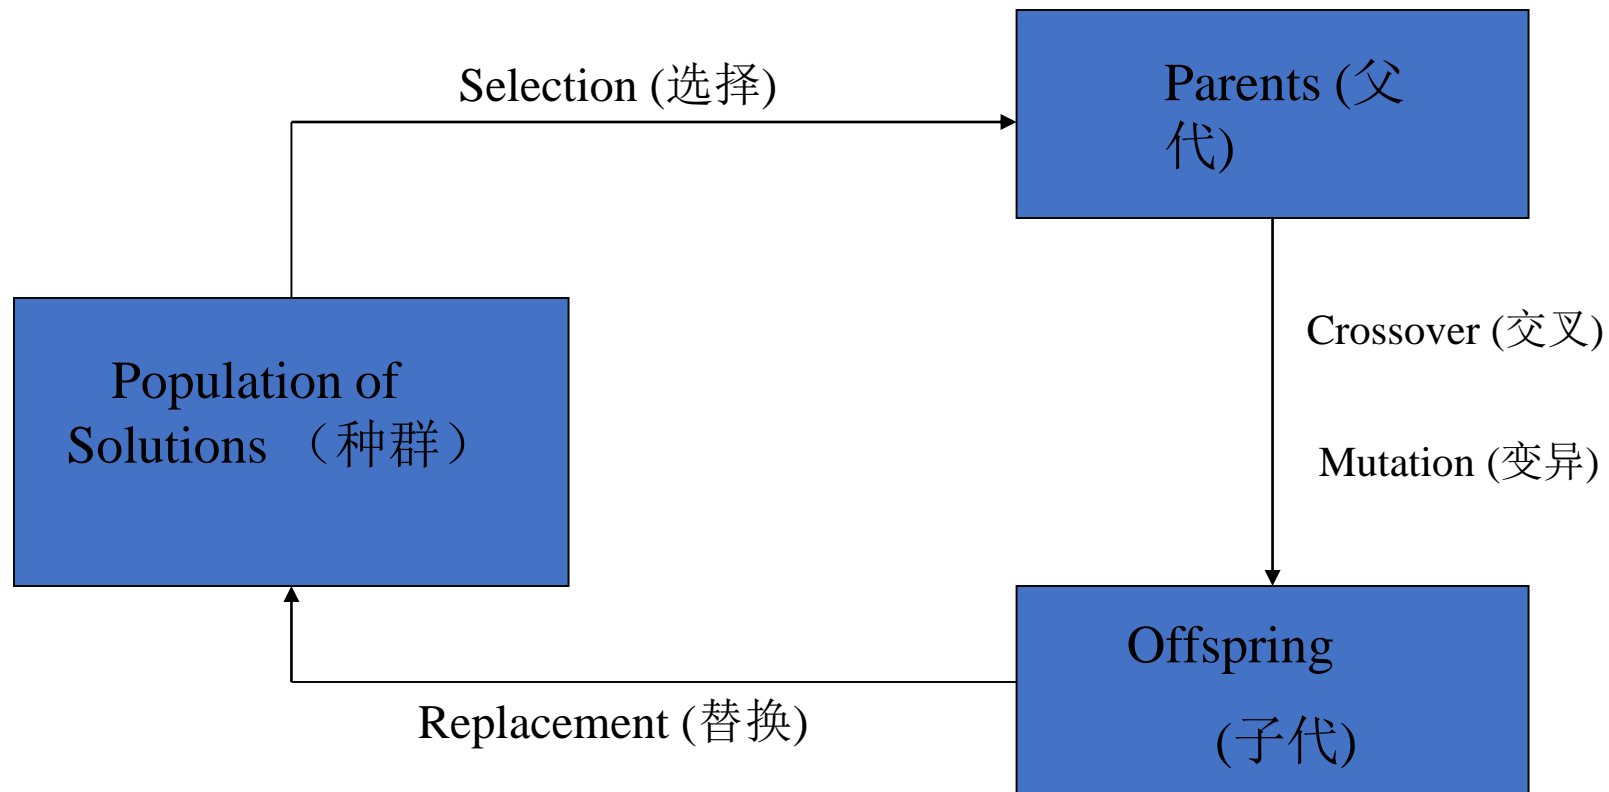 Selection (选择)
Parents (父
代)
Crossover (交叉)
Population of
Solutions （种群）
Mutation (变异)
Offspring
(子代)
Replacement (替换)